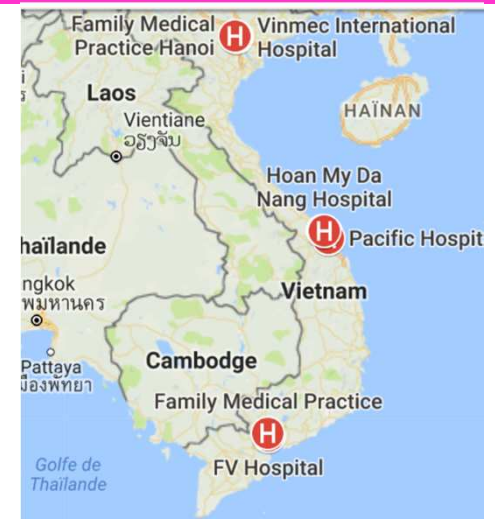 Family Medical
Practice Hanoi
Vinmec International
Hospital
Laos
Vientiane
ວຽງຈັນ
HAÏNAN
Hoan My Da
Nang Hospital
Pacific Hospit
haïlande
ngkok
พมหานคร
Vietnam
Pattaya
มืองพัทยา
Cambodge
Family Medical Practice
FV Hospital
Golfe de
Thaïlande
H
H
H